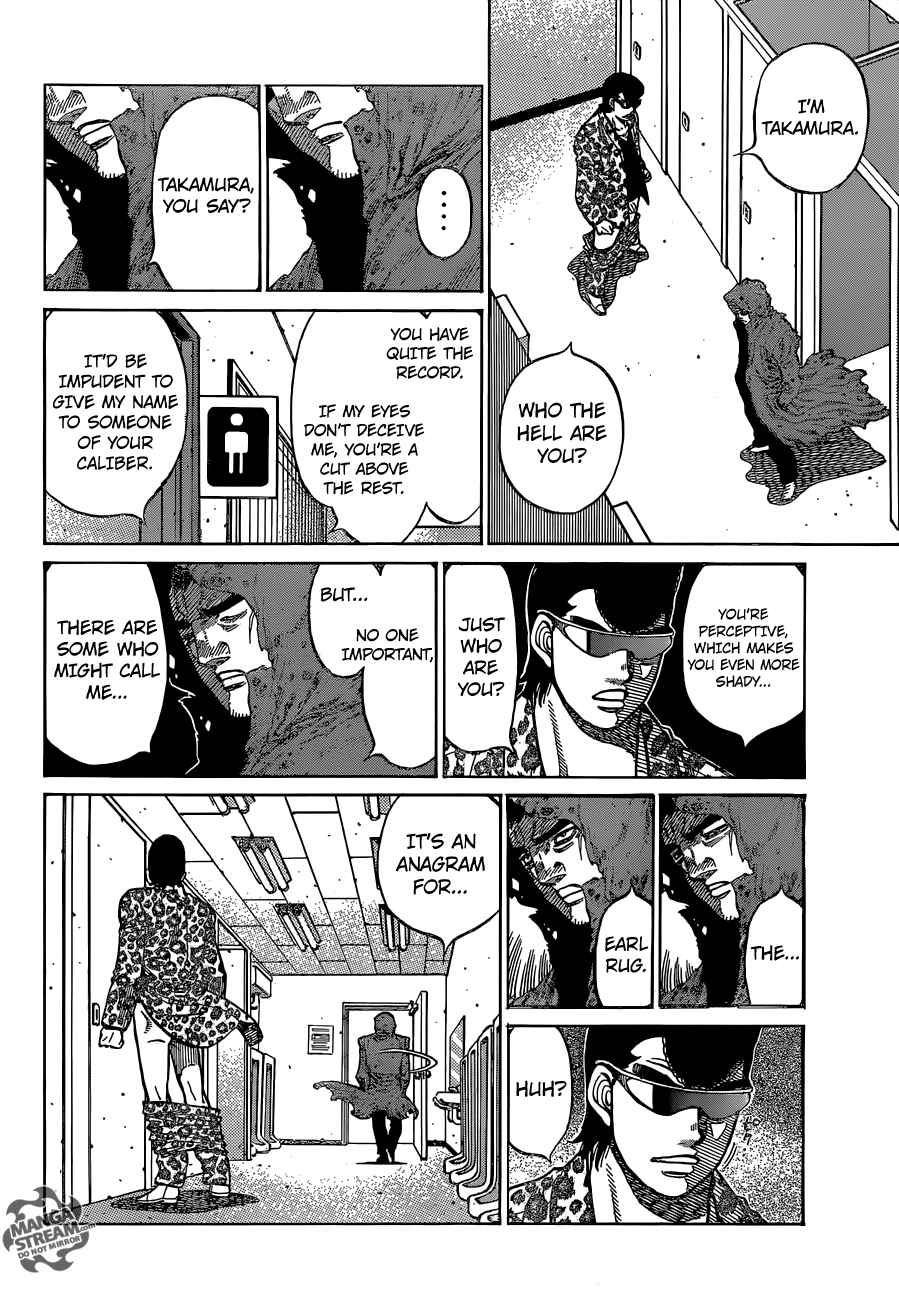 I'M
TAKAMURA.
WHO THE
HELL ARE
YOU?
....
TAKAMURA,
YOU SAY?
YOU HAVE
QUITE THE
RECORD.
IF MY EYES
DON'T DECEIVE
ME, YOU'RE A
CUT ABOVE
THE REST.
IT'D BE
IMPUDENT TO
GIVE MY NAME
TO SOMEONE
OF YOUR
CALIBER.
YOU'RE
PERCEPTIVE,
WHICH MAKES
YOU EVEN MORE
SHADY...
JUST
WHO
ARE
YOU?
BUT...
NO ONE
IMPORTANT,
THERE ARE
SOME WHO
MIGHT CALL
ME...
THE...
EARL
RUG.
HUH?
IT'S AN
ANAGRAM
FOR...
MANGA
STREAM.com
DO NOT MIRROR!